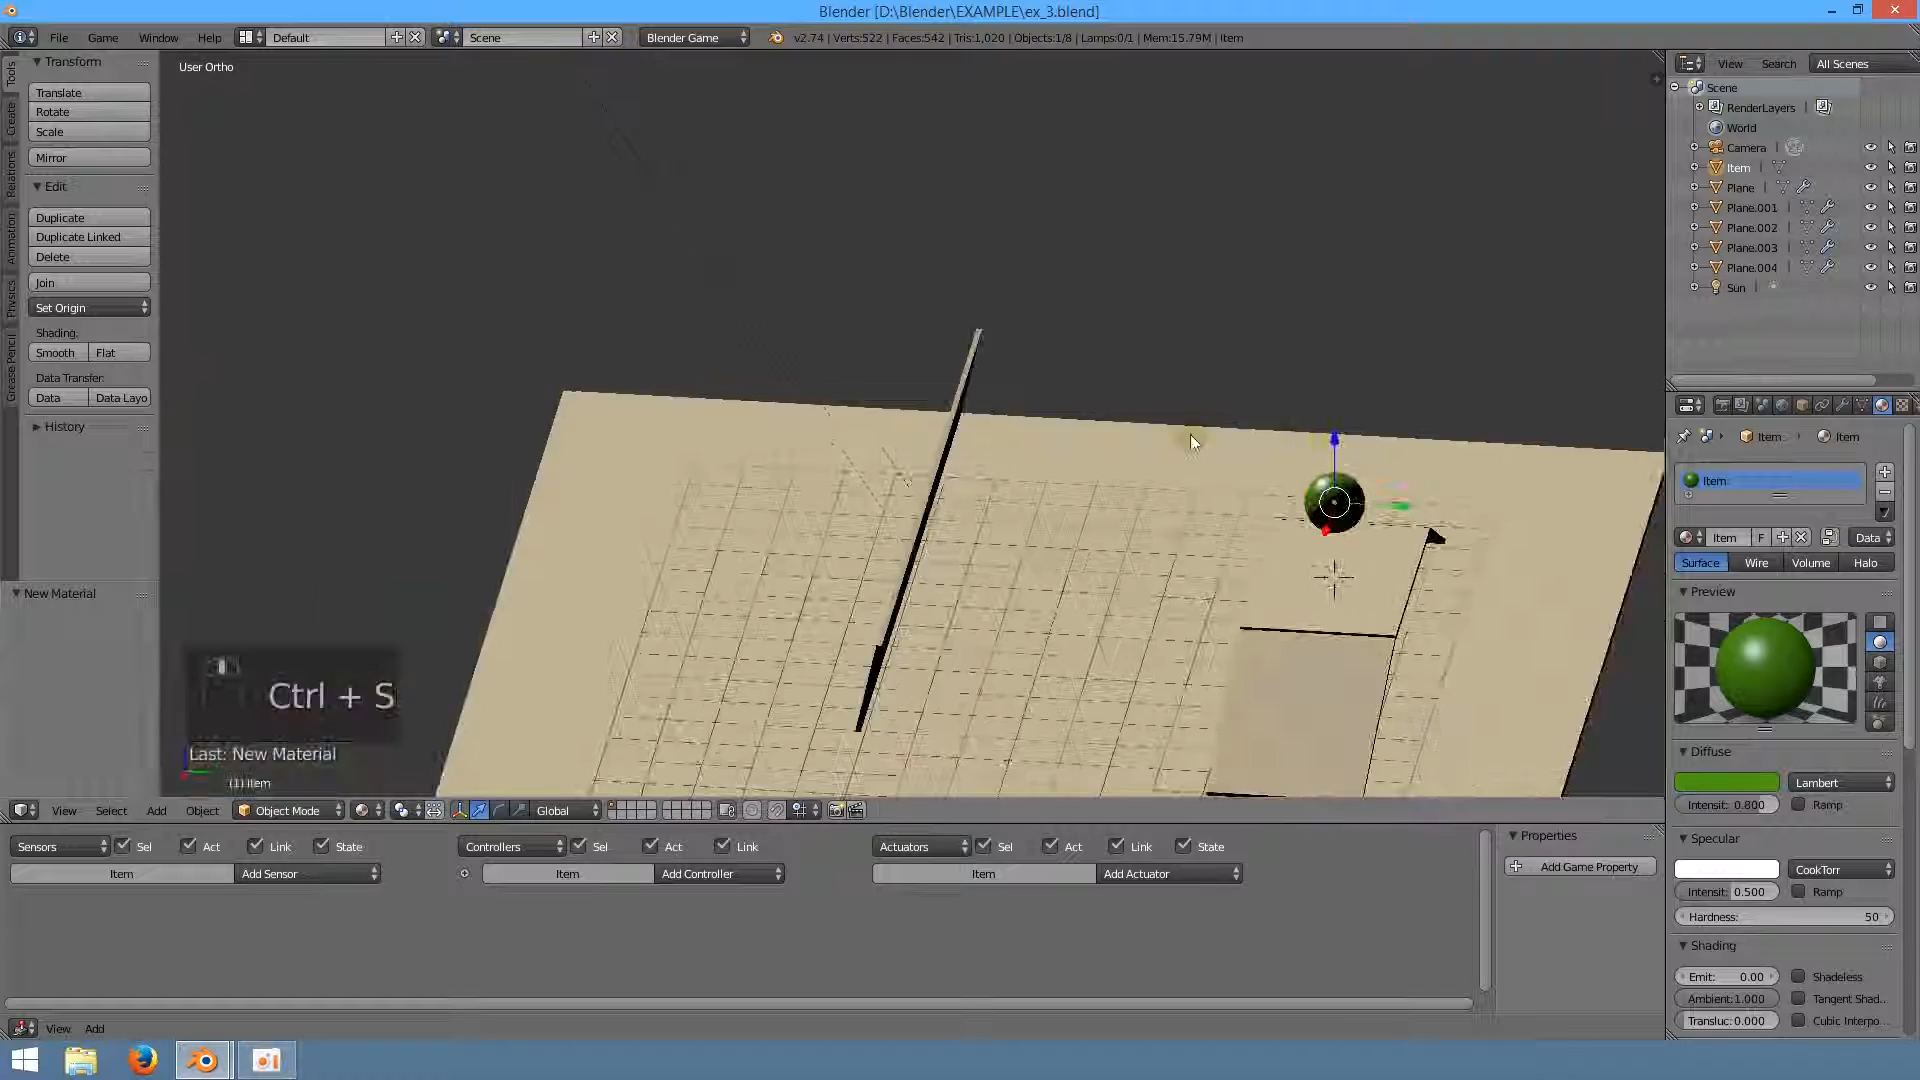 Blender [D:\Blender\EXAMPLE\ex_3.blend]
File Game Window Help Default Scene Blender Game v2.74 | Verts:522 | Faces:542 | Tris:1,020 | Objects:1/8 | Lamps:0/1 | Mem:15.79M | Item
Tools
Create
Relations
Animation
Physics
Grease Pencil
Transform
Translate
Rotate
Scale
Mirror
Edit
Duplicate
Duplicate Linked
Delete
Join
Set Origin
Shading:
Smooth Flat
Data Transfer:
Data Data Layo
History
New Material
User Ortho
Ctrl + S
Last: New Material
(1) Item
View Select Add Object Object Mode Global
View Search All Scenes
Scene
RenderLayers
World
Camera
Item
Plane
Plane.001
Plane.002
Plane.003
Plane.004
Sun
Item Item
Item
Item F Data
Surface Wire Volume Halo
Preview
Diffuse
Lambert
Intensit: 0.800 Ramp
Specular
CookTorr
Intensit: 0.500 Ramp
Hardness: 50
Shading
Emit: 0.00 Shadeless
Ambient:1.000 Tangent Shad...
Transluc:0.000 Cubic Interpo...
Sensors Sel Act Link State Controllers Sel Act Link Actuators Sel Act Link State
Item Add Sensor Item Add Controller Item Add Actuator
Properties
Add Game Property
View Add